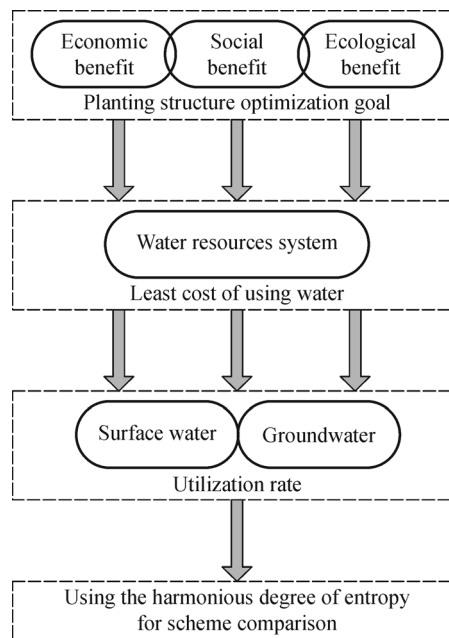 Economic benefit
Social benefit
Ecological benefit
Planting structure optimization goal
Water resources system
Least cost of using water
Surface water
Groundwater
Utilization rate
Using the harmonious degree of entropy
for scheme comparison